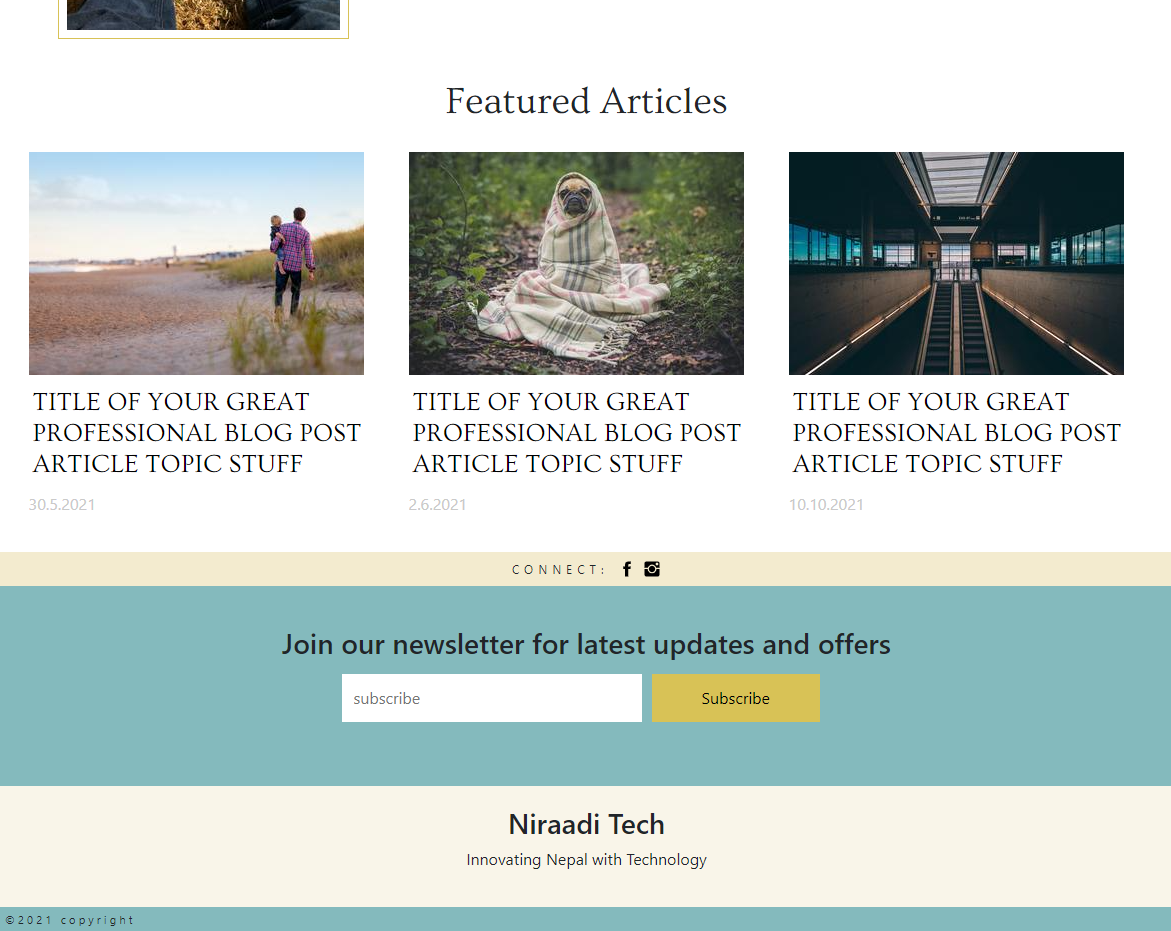 Featured Articles
TITLE OF YOUR GREAT
PROFESSIONAL BLOG POST
ARTICLE TOPIC STUFF
30.5.2021
TITLE OF YOUR GREAT
PROFESSIONAL BLOG POST
ARTICLE TOPIC STUFF
2.6.2021
TITLE OF YOUR GREAT
PROFESSIONAL BLOG POST
ARTICLE TOPIC STUFF
10.10.2021
CONNECT:
Join our newsletter for latest updates and offers
subscribe
Subscribe
Niraadi Tech
Innovating Nepal with Technology
©2021 copyright